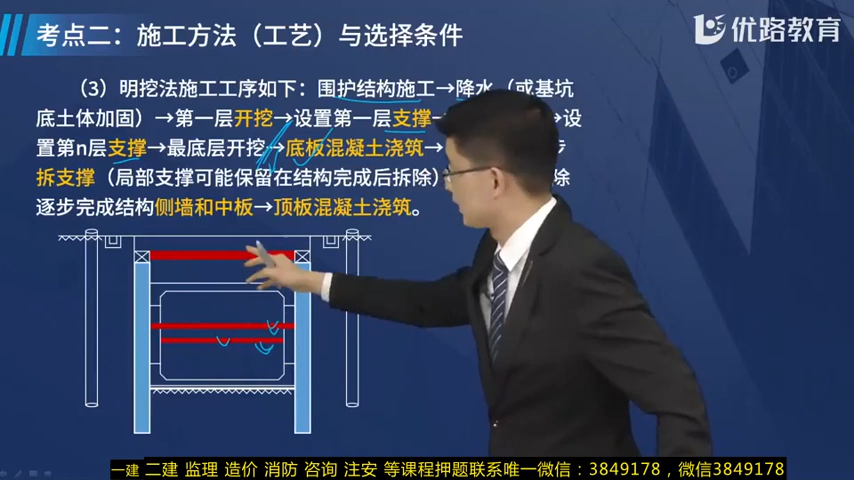 考点二：施工方法（工艺）与选择条件
优路教育
（3）明挖法施工工序如下：围护结构施工→降水（或基坑
底土体加固）→第一层开挖→设置第一层支撑→设
置第n层支撑→最底层开挖→底板混凝土浇筑→步
拆支撑（局部支撑可能保留在结构完成后拆除）除
逐步完成结构侧墙和中板→顶板混凝土浇筑。
一建 二建 监理 造价 消防 咨询 注安 等课程押题联系唯一微信：3849178，微信3849178